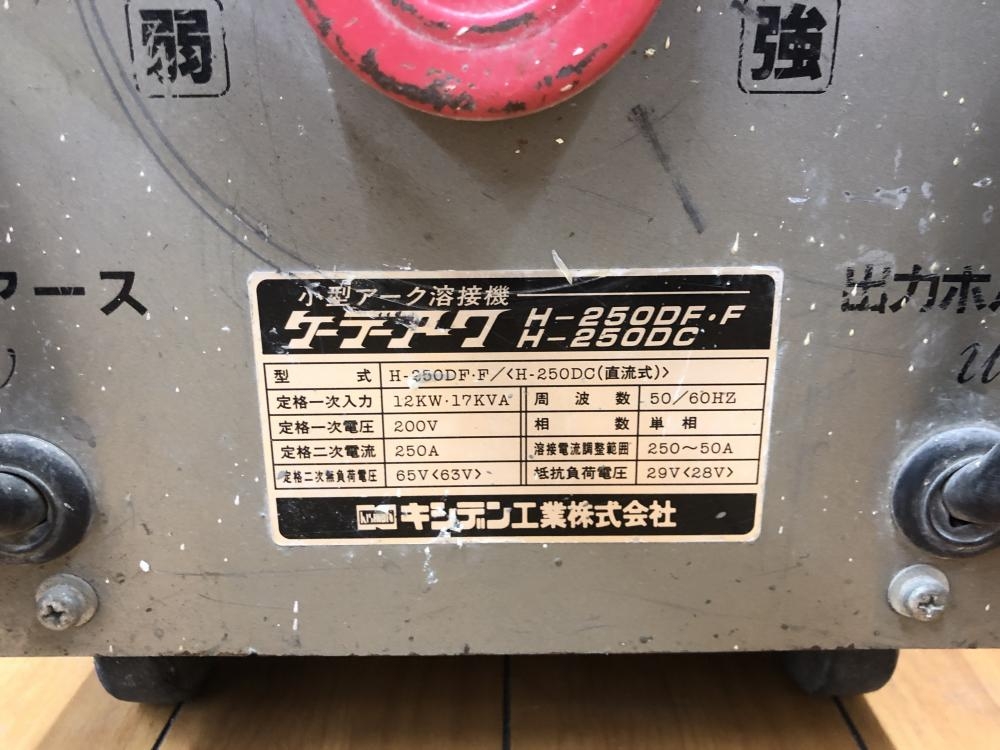 弱
強
アース
出力ホル
小型アーク溶接機
ケーデーアーク H-250DF・F
H-250DC
型式 H-250DF・F/〈H-250DC(直流式)〉
定格一次入力 12KW・17KVA 周波数 50/60HZ
定格一次電圧 200V 相数 単相
定格二次電流 250A 溶接電流調整範囲 250〜50A
定格二次無負荷電圧 65V〈63V〉 抵抗負荷電圧 29V〈28V〉
KISHIDEN キシデン工業株式会社